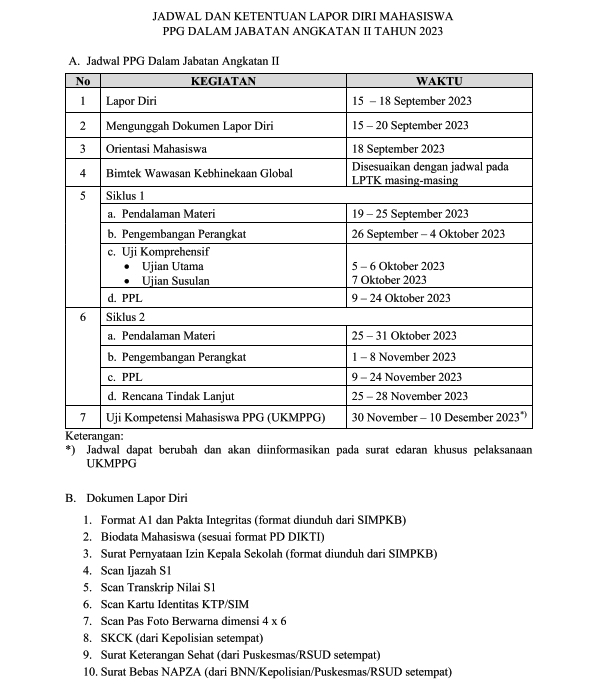 JADWAL DAN KETENTUAN LAPOR DIRI MAHASISWA
PPG DALAM JABATAN ANGKATAN II TAHUN 2023
A. Jadwal PPG Dalam Jabatan Angkatan II
No KEGIATAN WAKTU
1 Lapor Diri 15 – 18 September 2023
2 Mengunggah Dokumen Lapor Diri 15 – 20 September 2023
3 Orientasi Mahasiswa 18 September 2023
4 Bimtek Wawasan Kebhinekaan Global Disesuaikan dengan jadwal pada
LPTK masing-masing
5 Siklus 1
a. Pendalaman Materi 19 – 25 September 2023
b. Pengembangan Perangkat 26 September – 4 Oktober 2023
c. Uji Komprehensif
• Ujian Utama 5 – 6 Oktober 2023
• Ujian Susulan 7 Oktober 2023
d. PPL 9 – 24 Oktober 2023
6 Siklus 2
a. Pendalaman Materi 25 – 31 Oktober 2023
b. Pengembangan Perangkat 1 – 8 November 2023
c. PPL 9 – 24 November 2023
d. Rencana Tindak Lanjut 25 – 28 November 2023
7 Uji Kompetensi Mahasiswa PPG (UKMPPG) 30 November – 10 Desember 2023*)
Keterangan:
*) Jadwal dapat berubah dan akan diinformasikan pada surat edaran khusus pelaksanaan
UKMPPG
B. Dokumen Lapor Diri
1. Format A1 dan Pakta Integritas (format diunduh dari SIMPKB)
2. Biodata Mahasiswa (sesuai format PD DIKTI)
3. Surat Pernyataan Izin Kepala Sekolah (format diunduh dari SIMPKB)
4. Scan Ijazah S1
5. Scan Transkrip Nilai S1
6. Scan Kartu Identitas KTP/SIM
7. Scan Pas Foto Berwarna dimensi 4 x 6
8. SKCK (dari Kepolisian setempat)
9. Surat Keterangan Sehat (dari Puskesmas/RSUD setempat)
10. Surat Bebas NAPZA (dari BNN/Kepolisian/Puskesmas/RSUD setempat)